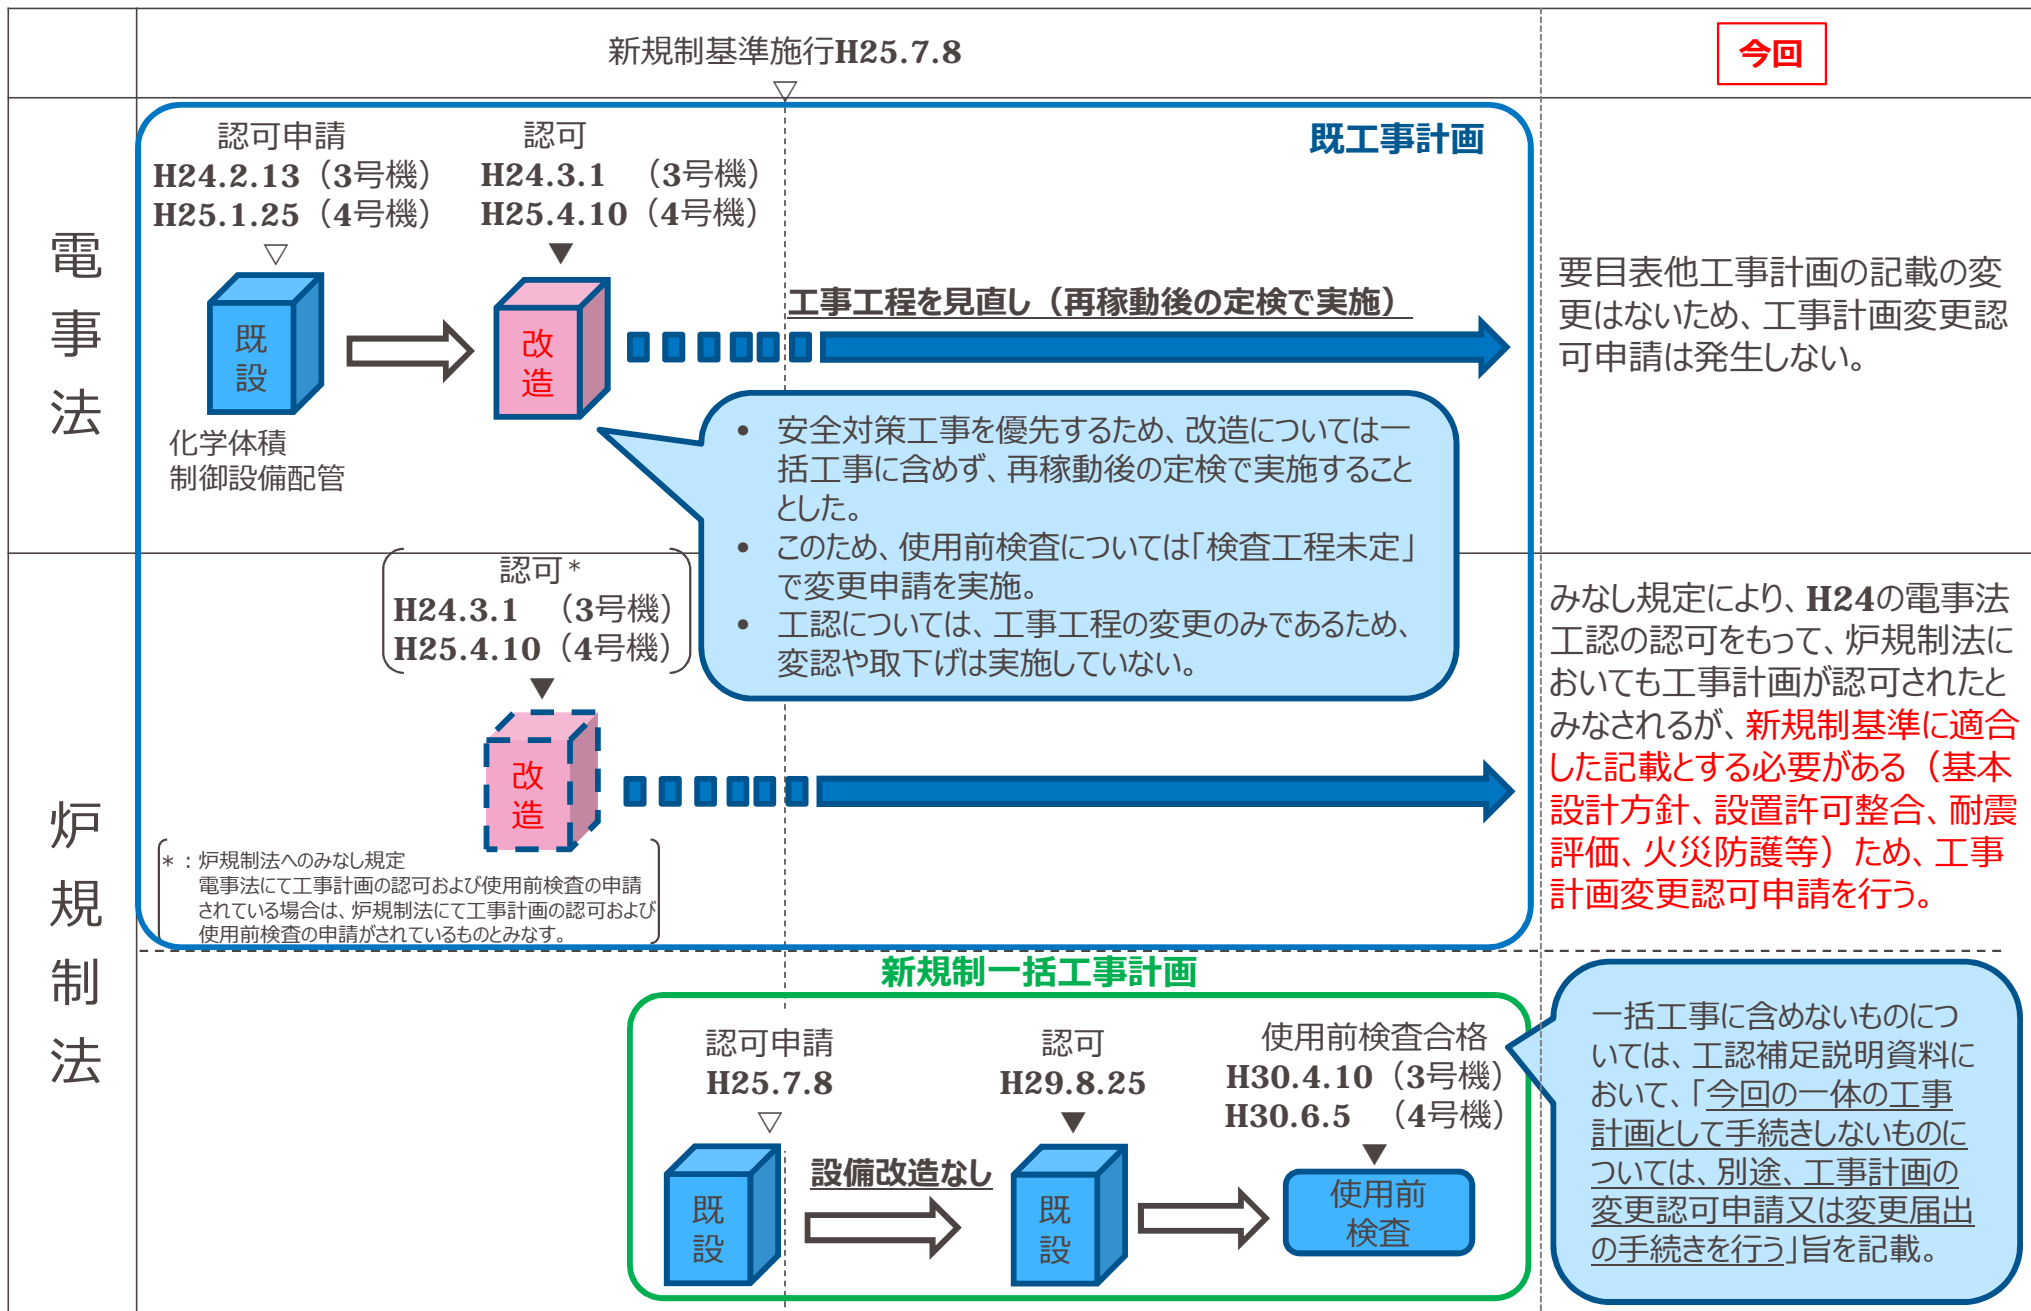 新規制基準施行H25.7.8
今回
電事法
既工事計画
認可申請
H24.2.13（3号機）
H25.1.25（4号機）
▽
認可
H24.3.1　（3号機）
H25.4.10（4号機）
▼
既設
改造
化学体積
制御設備配管
工事工程を見直し（再稼動後の定検で実施）
• 安全対策工事を優先するため、改造については一
括工事に含めず、再稼動後の定検で実施すること
とした。
• このため、使用前検査については「検査工程未定」
で変更申請を実施。
• 工認については、工事工程の変更のみであるため、
変認や取下げは実施していない。
要目表他工事計画の記載の変
更はないため、工事計画変更認
可申請は発生しない。
炉規制法
認可*
H24.3.1　（3号機）
H25.4.10（4号機）
▼
改造
*：炉規制法へのみなし規定
電事法にて工事計画の認可および使用前検査の申請
されている場合は、炉規制法にて工事計画の認可および
使用前検査の申請がされているものとみなす。
みなし規定により、H24の電事法
工認の認可をもって、炉規制法に
おいても工事計画が認可されたと
みなされるが、新規制基準に適合
した記載とする必要がある（基本
設計方針、設置許可整合、耐震
評価、火災防護等）ため、工事
計画変更認可申請を行う。
新規制一括工事計画
認可申請
H25.7.8
▽
既設
設備改造なし
認可
H29.8.25
▼
既設
使用前検査合格
H30.4.10（3号機）
H30.6.5　（4号機）
▼
使用前
検査
一括工事に含めないものにつ
いては、工認補足説明資料に
おいて、「今回の一体の工事
計画として手続きしないものに
ついては、別途、工事計画の
変更認可申請又は変更届出
の手続きを行う」旨を記載。